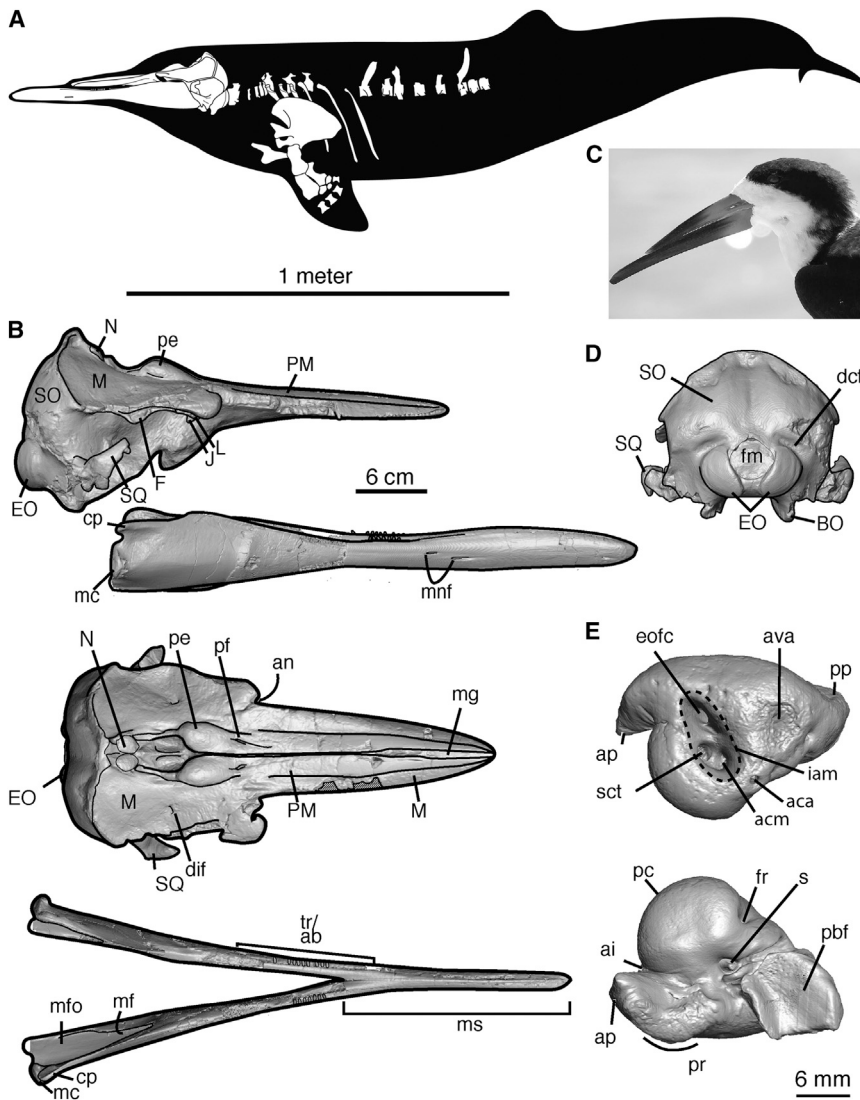 A
C
1 meter
B
N
pe
PM
SO
M
L
J
F
SQ
EO
6 cm
cp
mc
mnf
D
SO
dct
SQ
fm
EO
BO
N
pe
pf
an
mg
EO
M
PM
M
dif
SQ
tr/
ab
mfo
mf
ms
cp
mc
E
eofc
ava
pp
ap
iam
sct
aca
acm
pc
fr
s
pbf
ai
ap
pr
6 mm